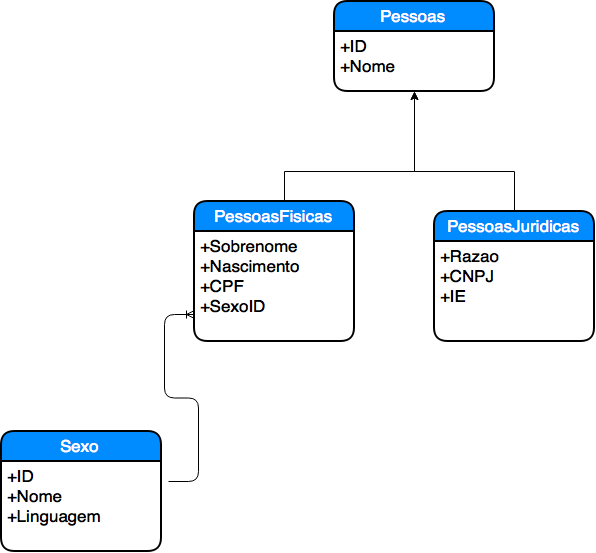 Pessoas
+ID
+Nome
PessoasFisicas
+Sobrenome
+Nascimento
+CPF
+SexoID
PessoasJuridicas
+Razao
+CNPJ
+IE
Sexo
+ID
+Nome
+Linguagem